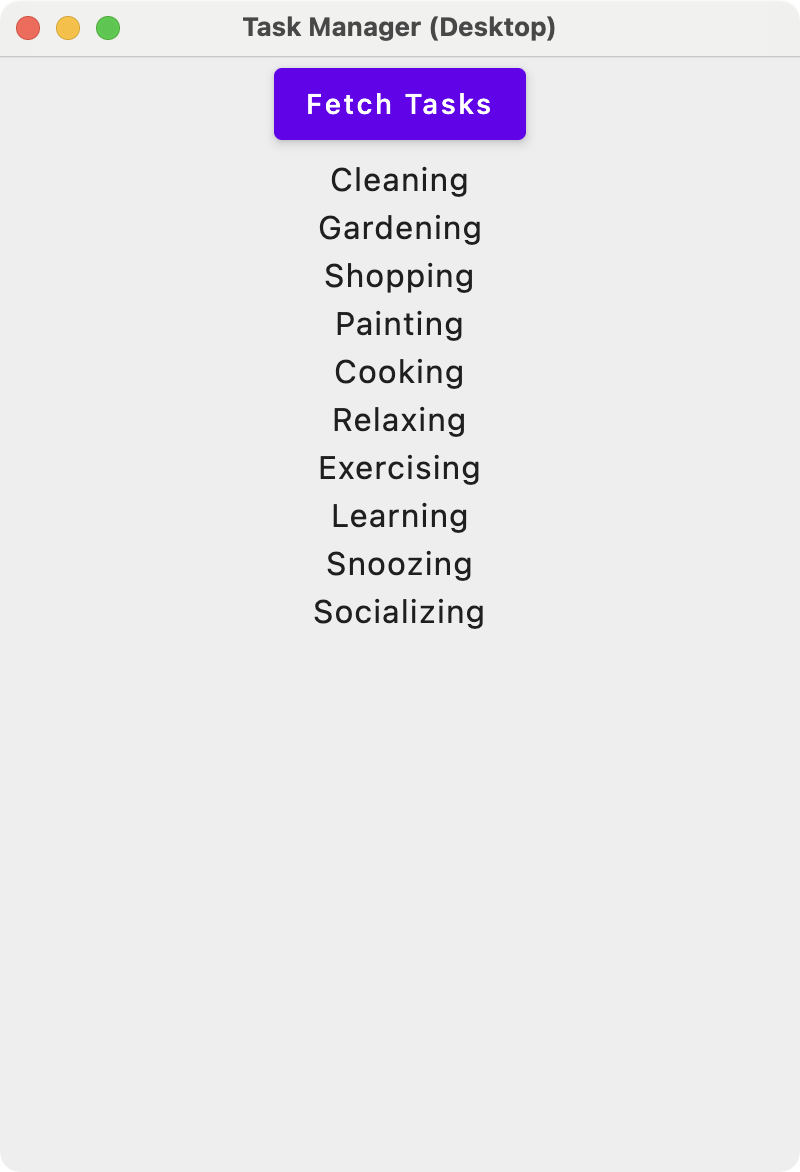 Task Manager (Desktop)
Fetch Tasks
Cleaning
Gardening
Shopping
Painting
Cooking
Relaxing
Exercising
Learning
Snoozing
Socializing